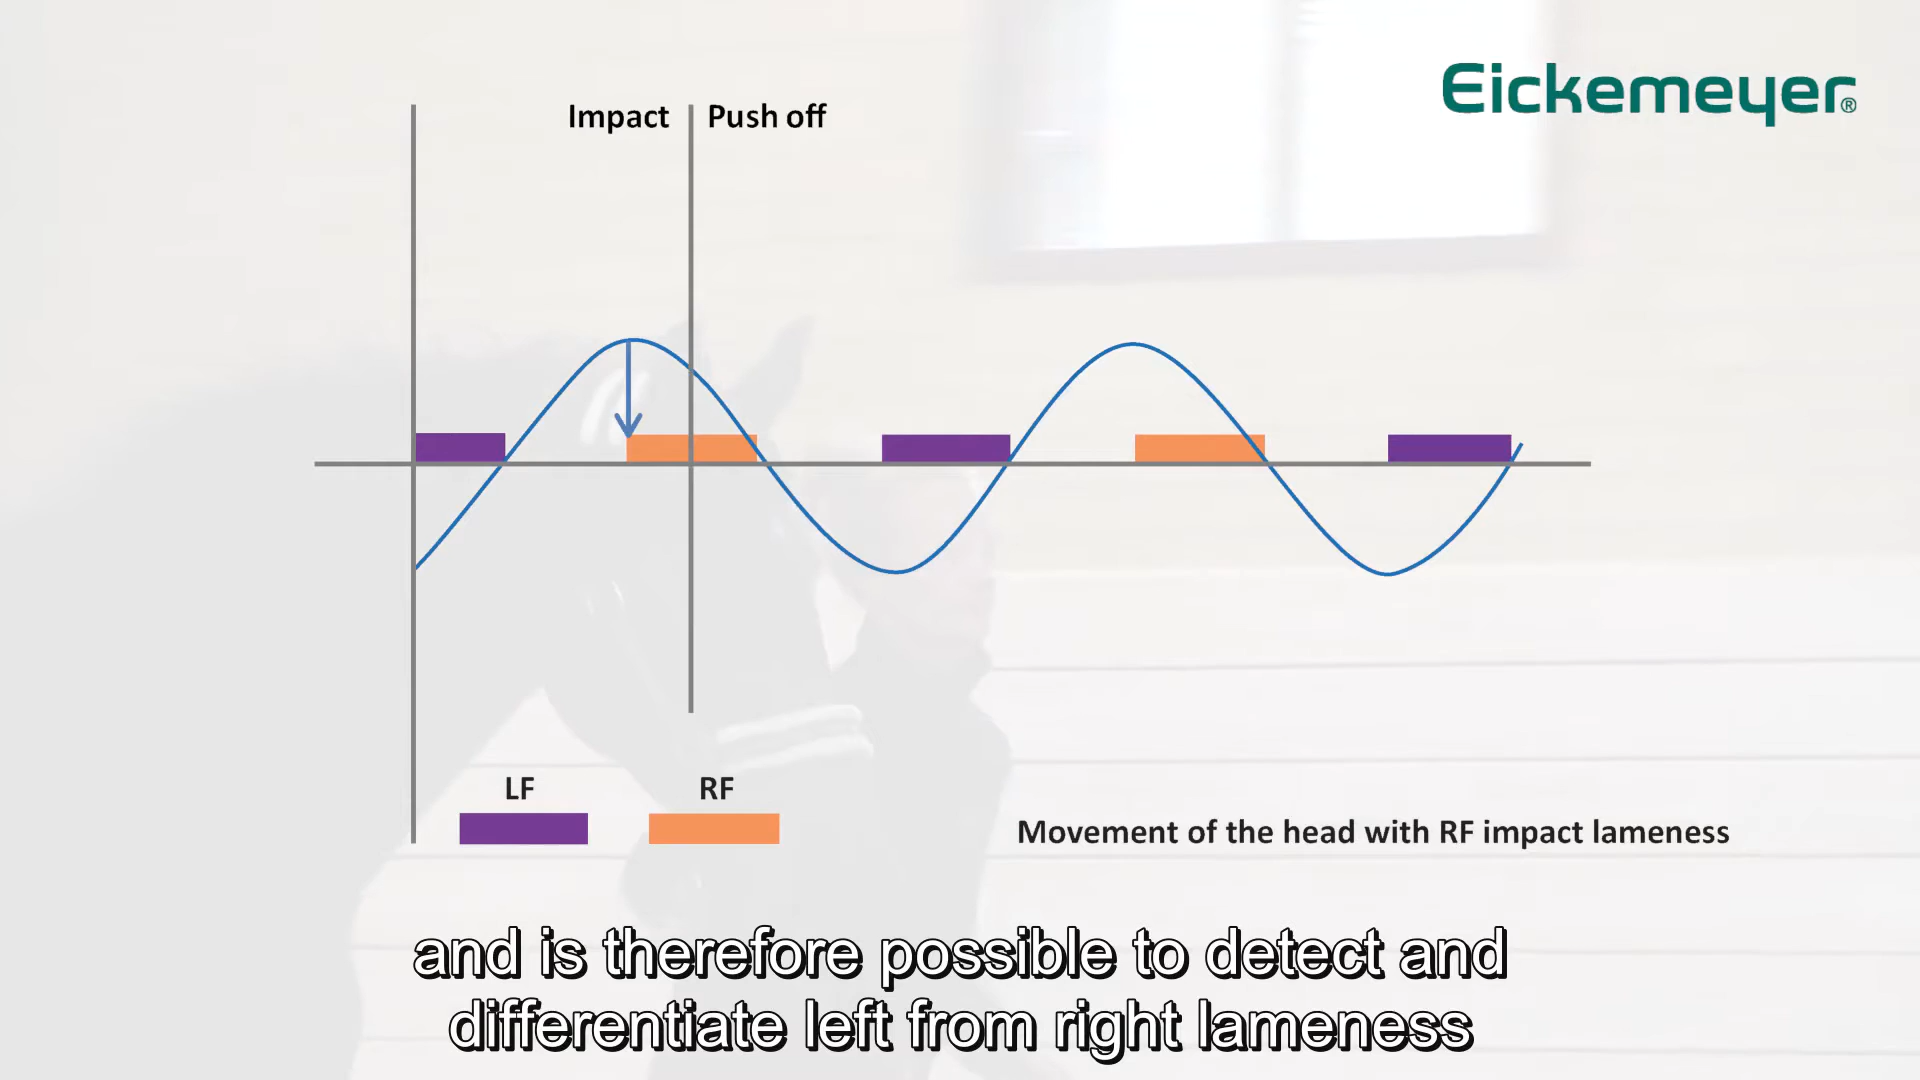 Eickemeyer®
Impact
Push off
LF
RF
Movement of the head with RF impact lameness
and is therefore possible to detect and
differentiate left from right lameness